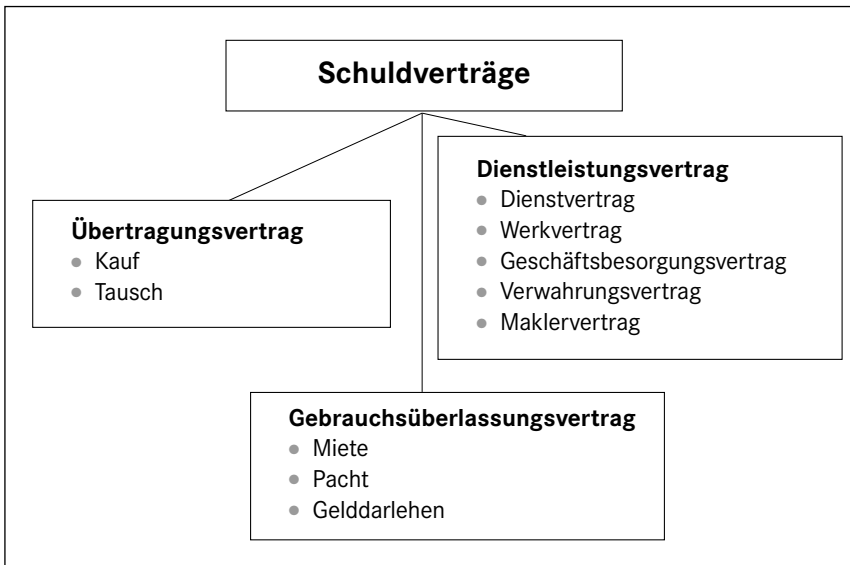 Schuldverträge
Übertragungsvertrag
• Kauf
• Tausch
Dienstleistungsvertrag
• Dienstvertrag
• Werkvertrag
• Geschäftsbesorgungsvertrag
• Verwahrungsvertrag
• Maklervertrag
Gebrauchsüberlassungsvertrag
• Miete
• Pacht
• Gelddarlehen